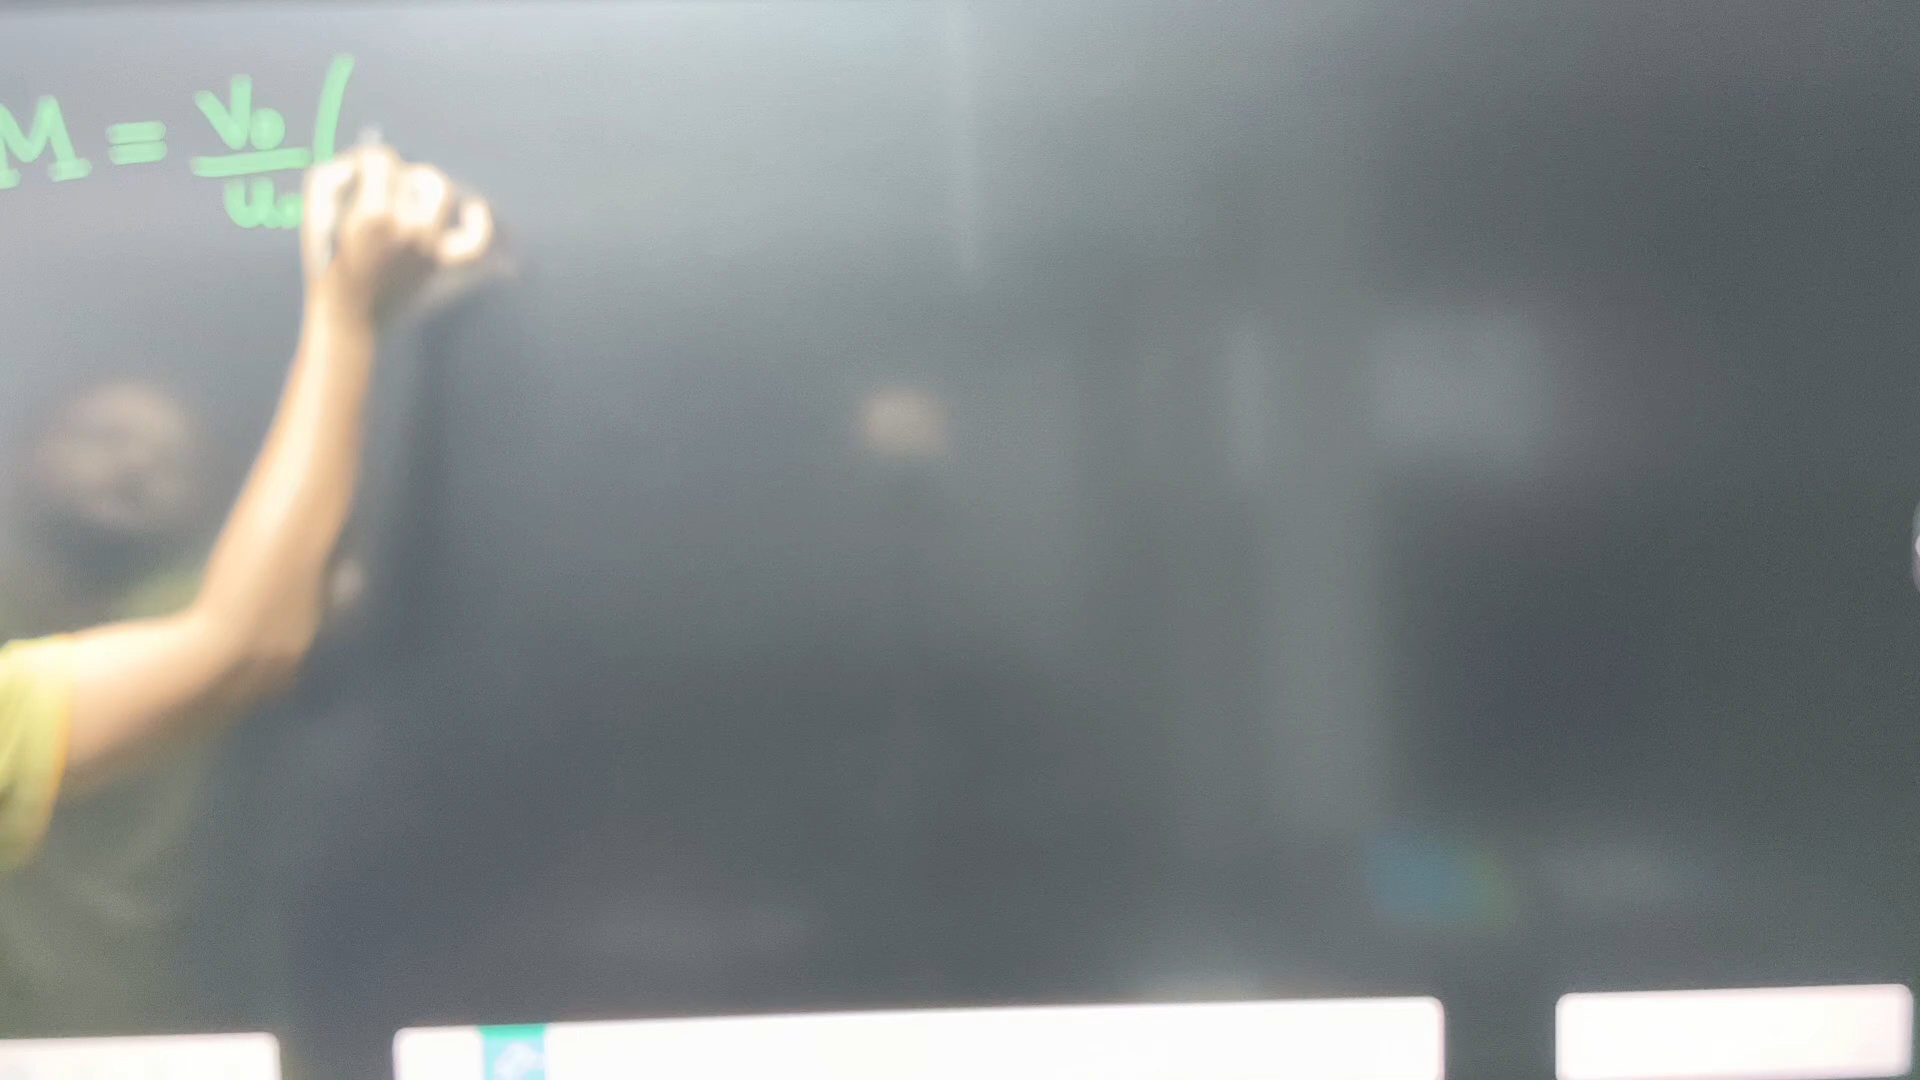 M = v₀/u₀ (